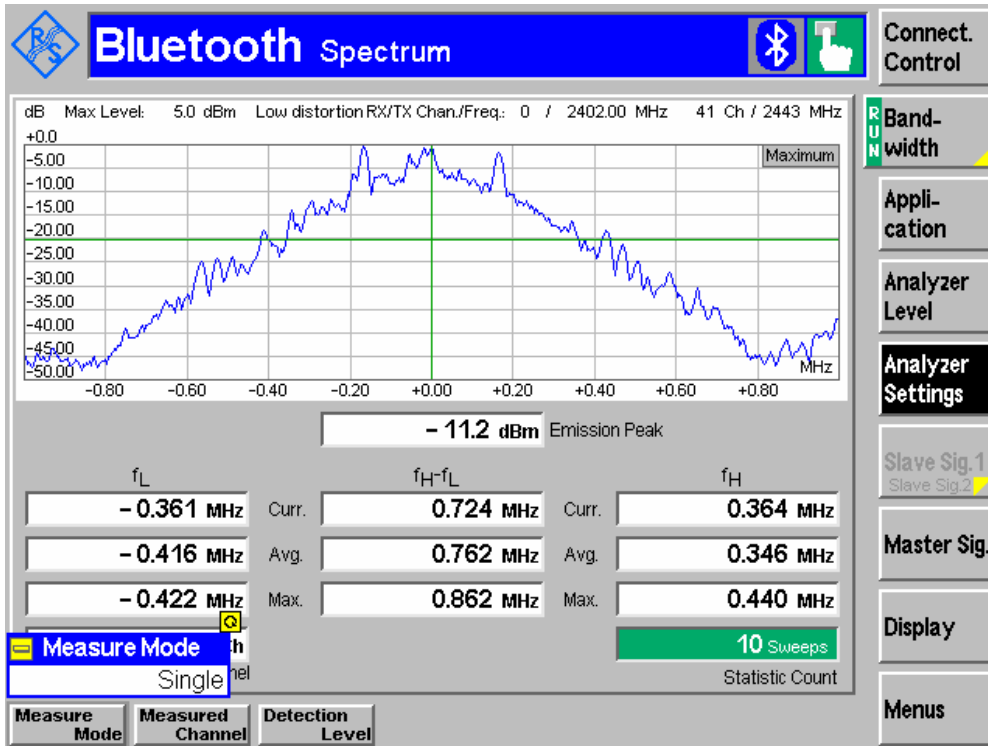 R S
Bluetooth Spectrum
dB Max Level: 5.0 dBm Low distortion RX/TX Chan./Freq.: 0 / 2402.00 MHz 41 Ch / 2443 MHz
+0.0
-5.00
-10.00
-15.00
-20.00
-25.00
-30.00
-35.00
-40.00
-45.00
-50.00
Maximum
MHz
-0.80 -0.60 -0.40 -0.20 +0.00 +0.20 +0.40 +0.60 +0.80
- 11.2 dBm Emission Peak
fL fH-fL fH
- 0.361 MHz Curr. 0.724 MHz Curr. 0.364 MHz
- 0.416 MHz Avg. 0.762 MHz Avg. 0.346 MHz
- 0.422 MHz Max. 0.862 MHz Max. 0.440 MHz
Measure Mode
Single
10 Sweeps
Statistic Count
Measure Mode
Measured Channel
Detection Level
Connect. Control
RUN
Band-
width
Appli-
cation
Analyzer
Level
Analyzer
Settings
Slave Sig.1
Slave Sig.2
Master Sig.
Display
Menus